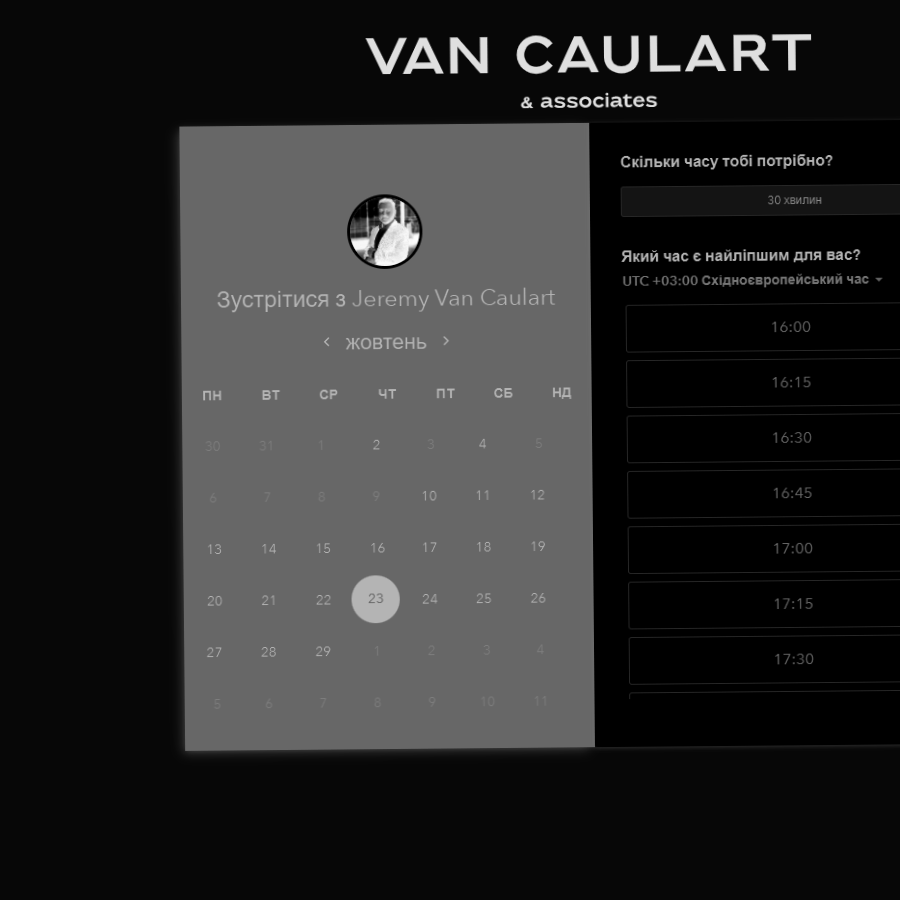 VAN CAULART
& associates
Зустрітися з Jeremy Van Caulart
жовтень
ПН ВТ СР ЧТ ПТ СБ НД
30 31 1 2 3 4 5
6 7 8 9 10 11 12
13 14 15 16 17 18 19
20 21 22 23 24 25 26
27 28 29 1 2 3 4
5 6 7 8 9 10 11
Скільки часу тобі потрібно?
30 хвилин
Який час є найліпшим для вас?
UTC +03:00 Східноєвропейський час
16:00
16:15
16:30
16:45
17:00
17:15
17:30